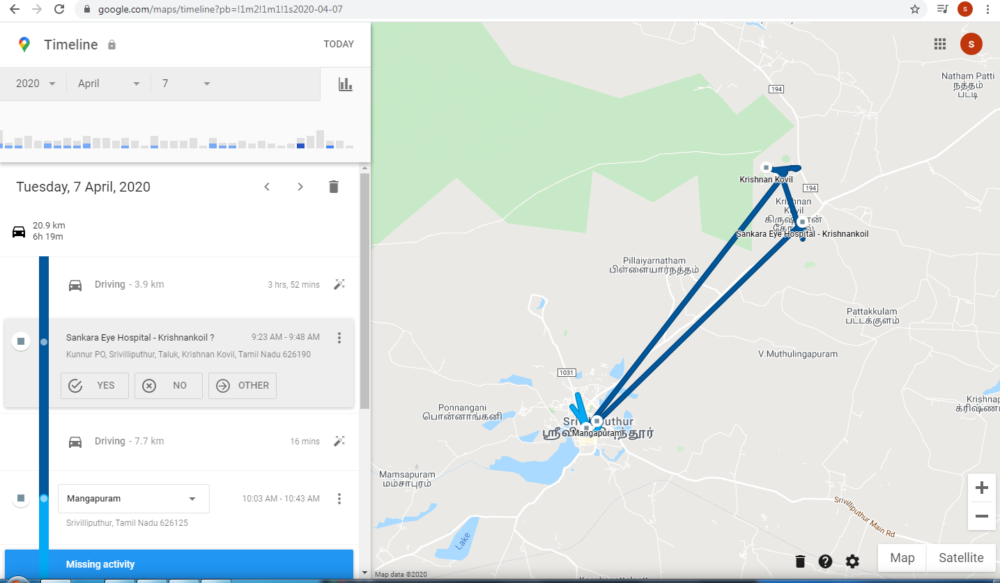 google.com/maps/timeline?pb=!1m2!1m1!1s2020-04-07
s
Timeline
TODAY
2020
April
7
Tuesday, 7 April, 2020
20.9 km
6h 19m
Driving - 3.9 km
3 hrs, 52 mins
Sankara Eye Hospital - Krishnankoil ?
9:23 AM - 9:48 AM
Kunnur PO, Srivilliputhur, Taluk, Krishnan Kovil, Tamil Nadu 626190
YES
NO
OTHER
Driving - 7.7 km
16 mins
Mangapuram
10:03 AM - 10:43 AM
Srivilliputhur, Tamil Nadu 626125
Missing activity
s
194
Natham Patti
நத்தம்
பட்டி
Krishnan Kovil
194
Krishnan
Kovil
Sankara Eye Hospital - Krishnankoil
Pillaiyarnatham
பிள்ளையார்நத்தம்
Pattakkulam
பட்டக்குளம்
V.Muthulingapuram
1031
Ponnangani
பொன்னாங்கனி
Mangapuram
Mamsapuram
மம்சாபுரம்
Lake
Srivilliputhur Main Rd
Map data ©2020
Map
Satellite